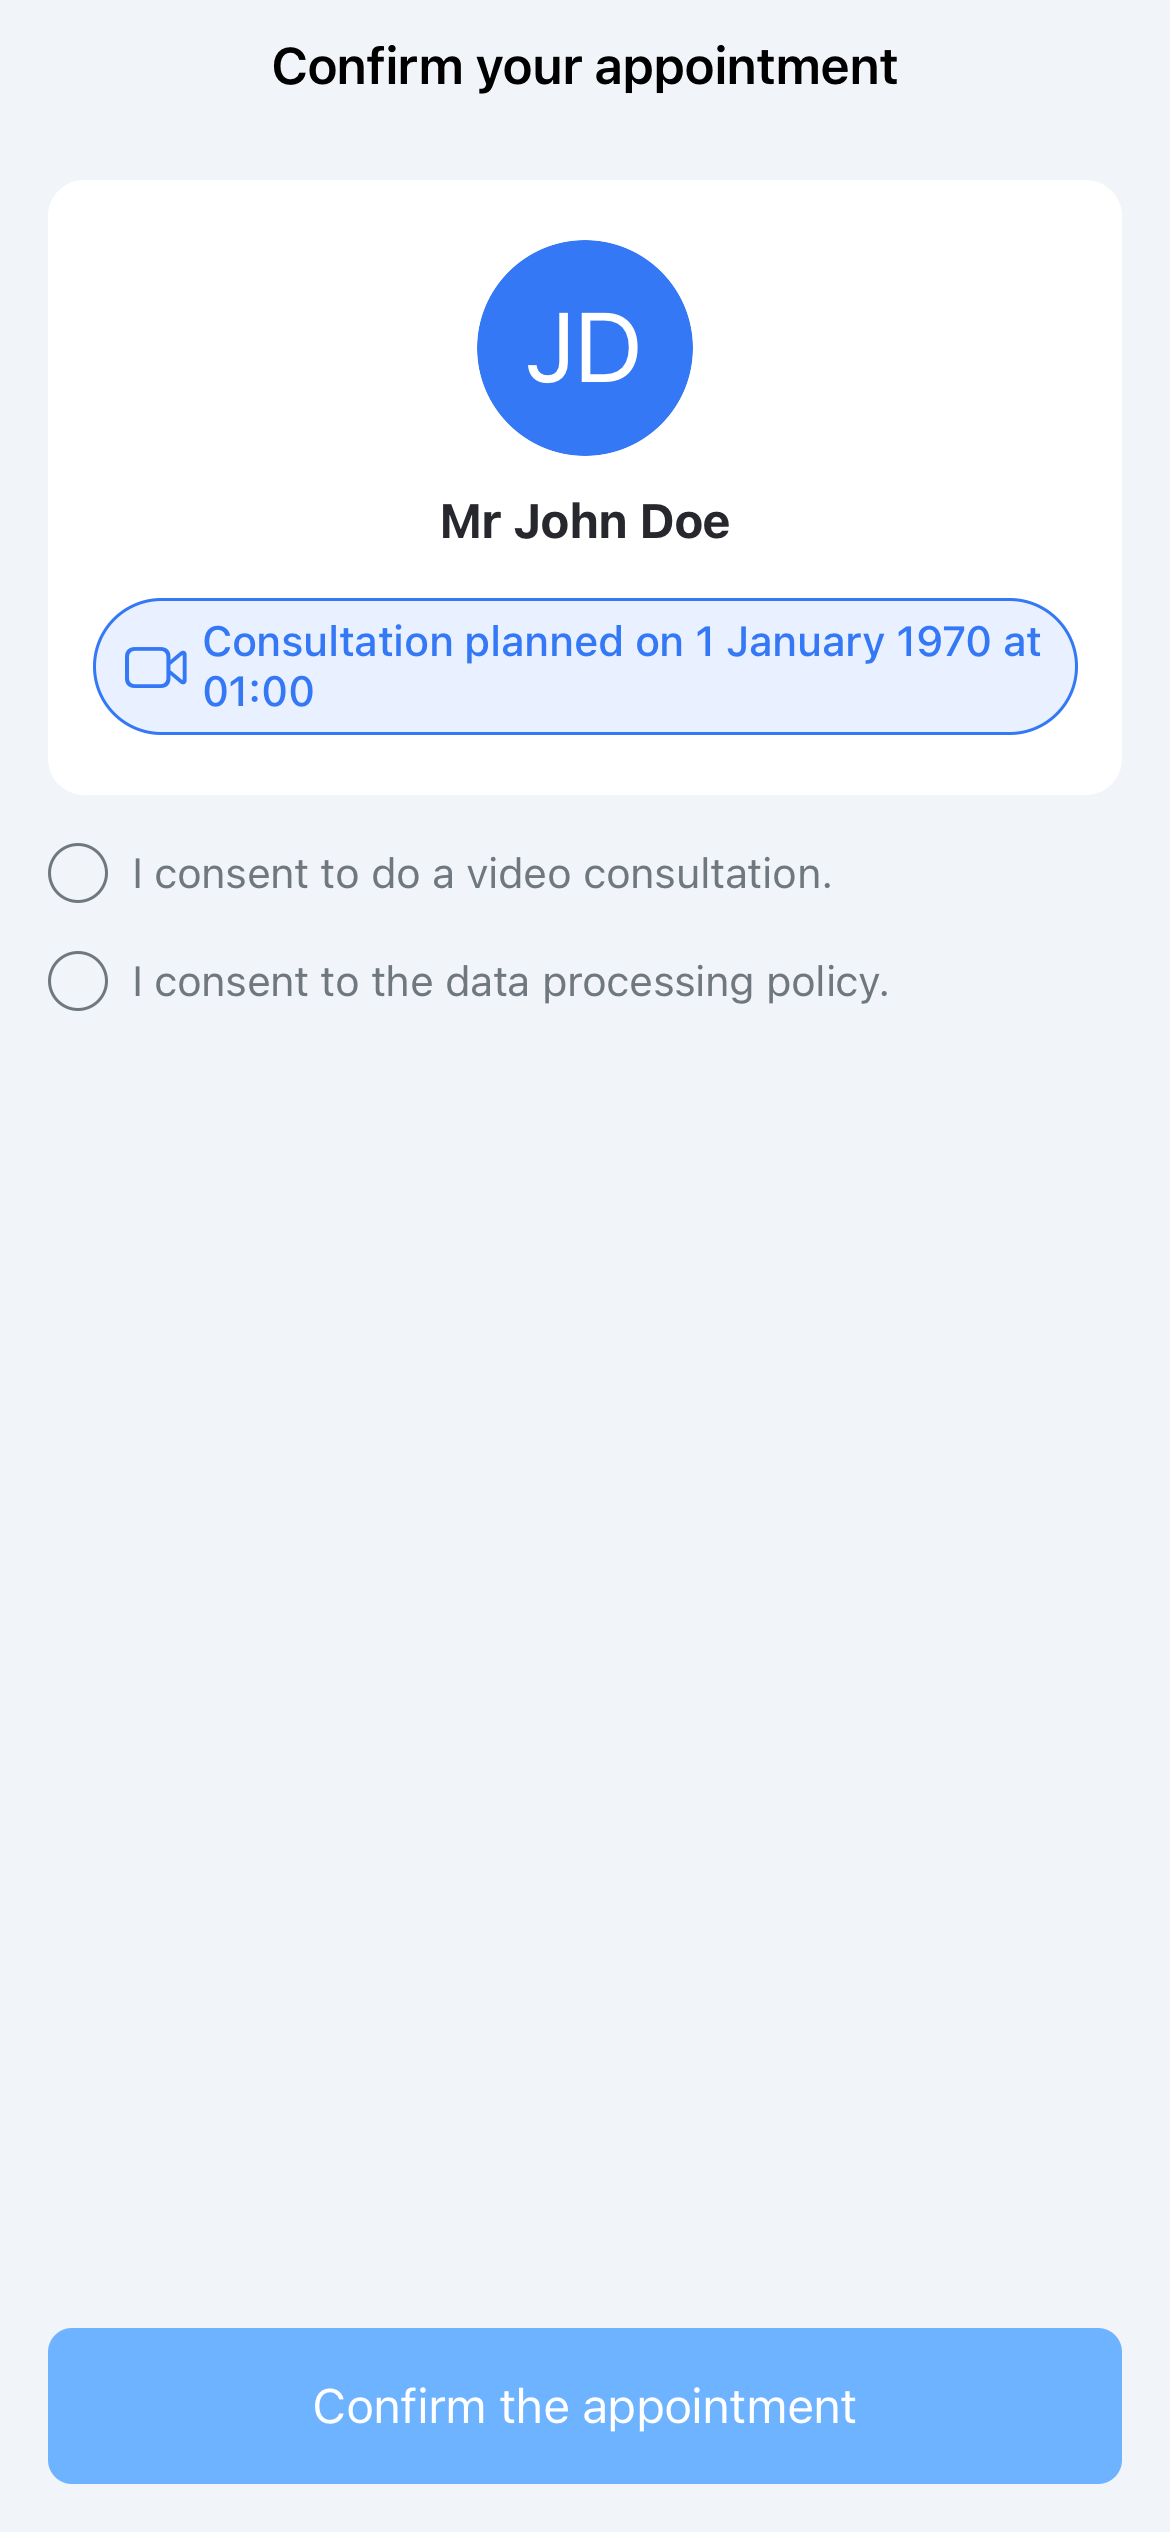 Confirm your appointment
JD
Mr John Doe
Consultation planned on 1 January 1970 at
01:00
I consent to do a video consultation.
I consent to the data processing policy.
Confirm the appointment